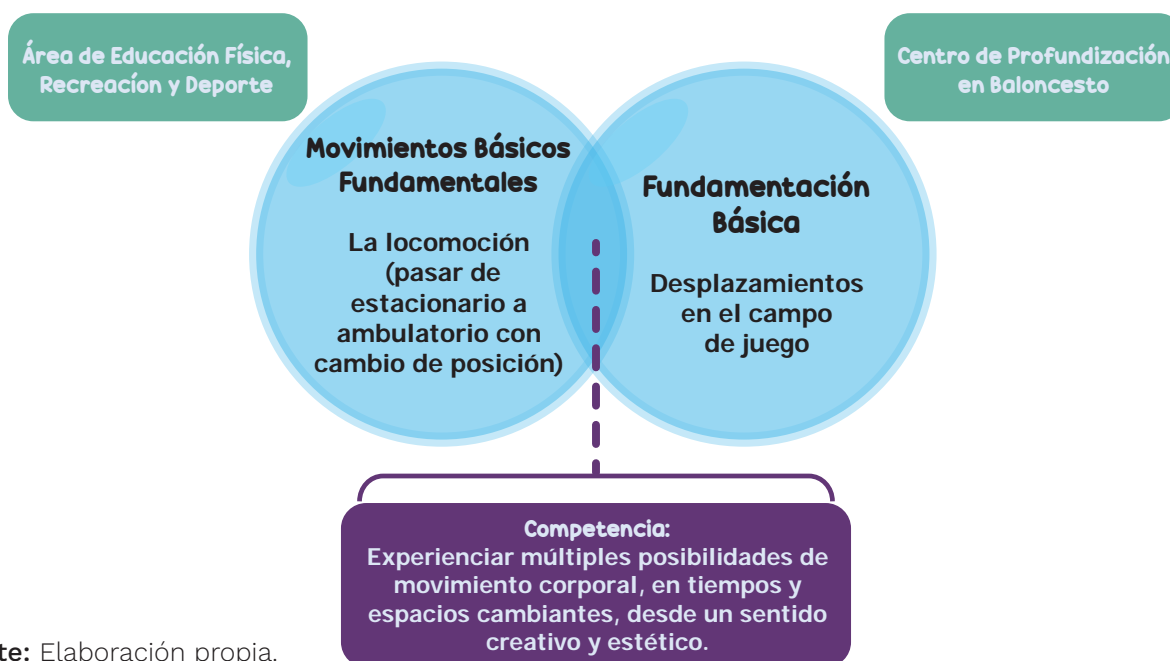 Área de Educación Física,
Recreacíon y Deporte
Centro de Profundización
en Baloncesto
Movimientos Básicos
Fundamentales
La locomoción
(pasar de
estacionario a
ambulatorio con
cambio de posición)
Fundamentación
Básica
Desplazamientos
en el campo
de juego
Competencia:
Experienciar múltiples posibilidades de
movimiento corporal, en tiempos y
espacios cambiantes, desde un sentido
creativo y estético.
te: Elaboración propia.